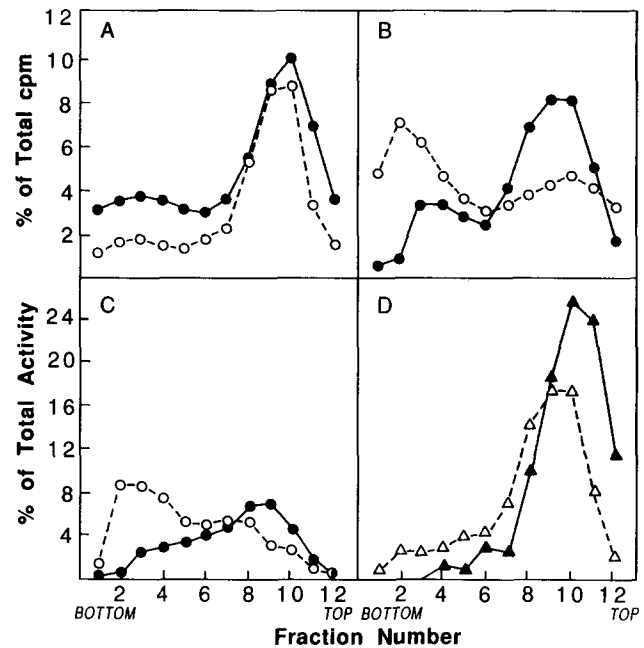 A
B
12
10
8
6
4
2
% of Total cpm
C
D
24
20
16
12
8
4
% of Total Activity
2 4 6 8 10 12 2 4 6 8 10 12
BOTTOM TOP BOTTOM TOP
Fraction Number